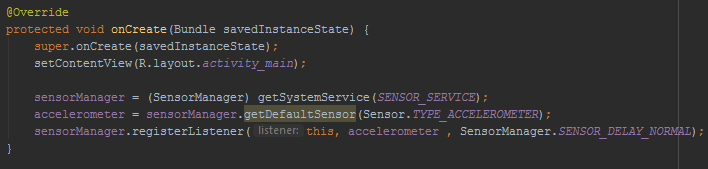 @Override
protected void onCreate(Bundle savedInstanceState) {
super.onCreate(savedInstanceState);
setContentView(R.layout.activity_main);
sensorManager = (SensorManager) getSystemService(SENSOR_SERVICE);
accelerometer = sensorManager.getDefaultSensor(Sensor.TYPE_ACCELEROMETER);
sensorManager.registerListener( listener: this, accelerometer , SensorManager.SENSOR_DELAY_NORMAL);
}